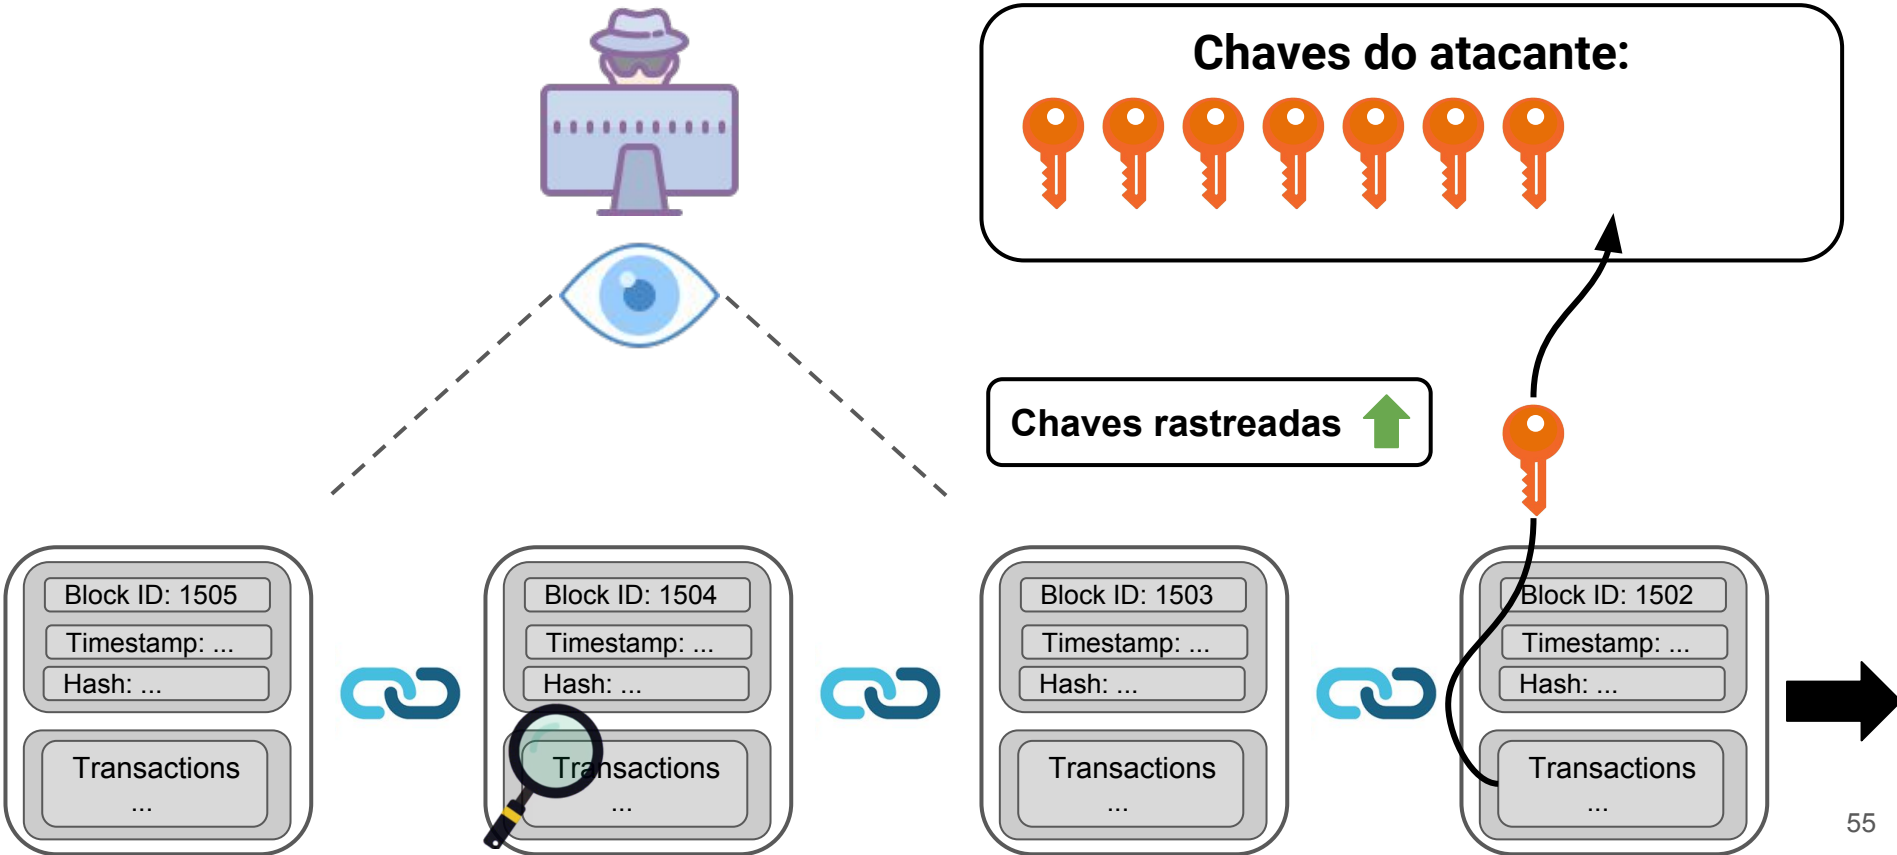 Chaves do atacante:
Chaves rastreadas
Block ID: 1505
Timestamp: ...
Hash: ...
Transactions
...
Block ID: 1504
Timestamp: ...
Hash: ...
Transactions
...
Block ID: 1503
Timestamp: ...
Hash: ...
Transactions
...
Block ID: 1502
Timestamp: ...
Hash: ...
Transactions
...
55